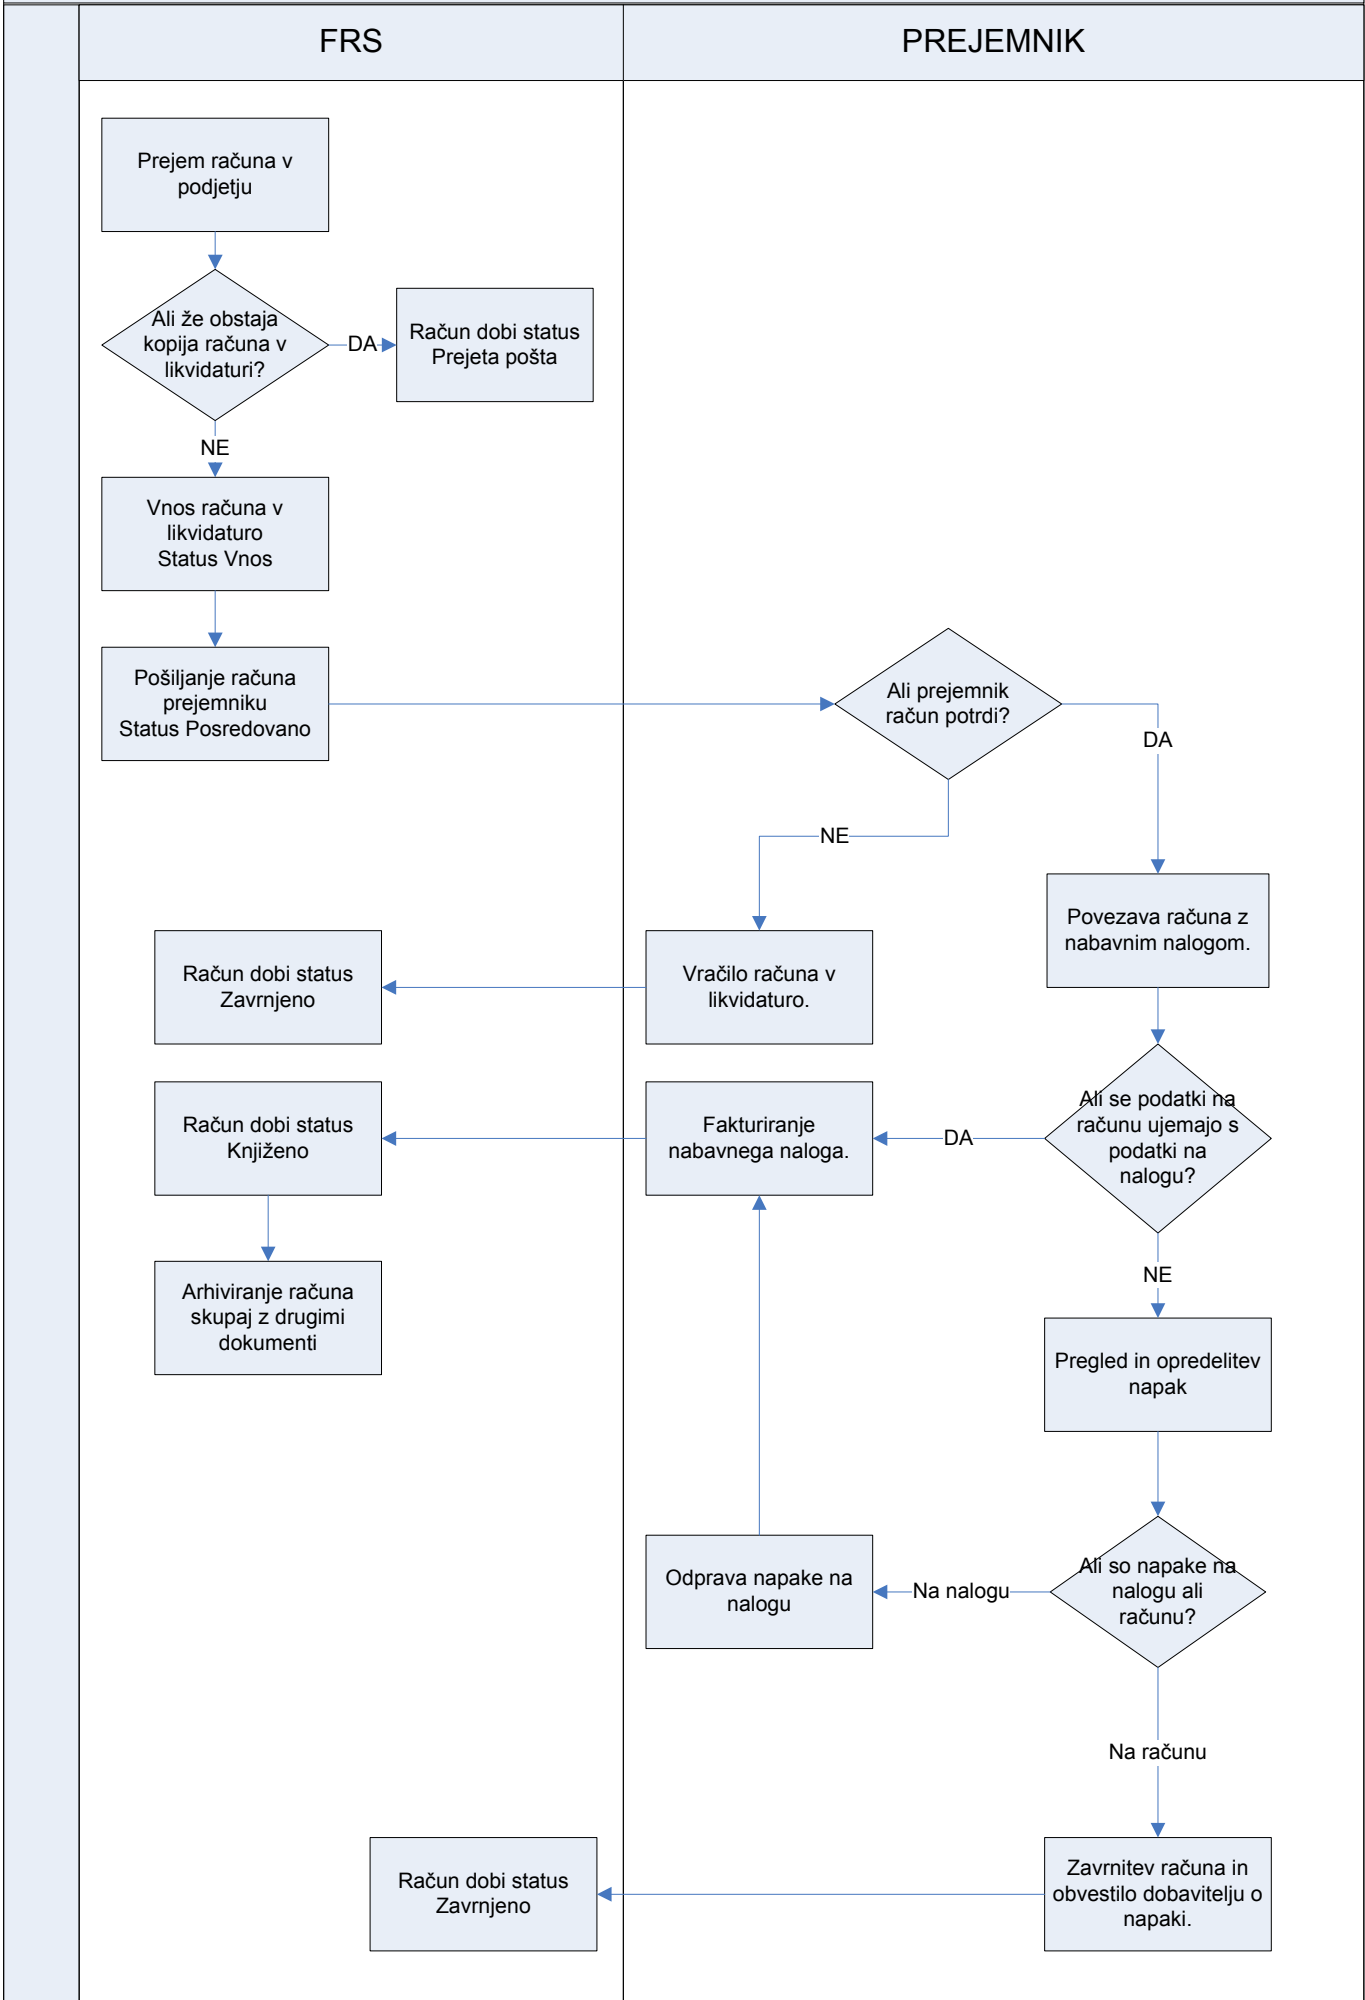 FRS
PREJEMNIK
Prejem računa v
podjetju
Ali že obstaja
kopija računa v
likvidaturi?
DA
Račun dobi status
Prejeta pošta
NE
Vnos računa v
likvidaturo
Status Vnos
Pošiljanje računa
prejemniku
Status Posredovano
Ali prejemnik
račun potrdi?
DA
NE
Povezava računa z
nabavnim nalogom.
Vračilo računa v
likvidaturo.
Račun dobi status
Zavrnjeno
Ali se podatki na
računu ujemajo s
podatki na
nalogu?
DA
Fakturiranje
nabavnega naloga.
Račun dobi status
Knjiženo
Arhiviranje računa
skupaj z drugimi
dokumenti
NE
Pregled in opredelitev
napak
Ali so napake na
nalogu ali
računu?
Na nalogu
Odprava napake na
nalogu
Na računu
Zavrnitev računa in
obvestilo dobavitelju o
napaki.
Račun dobi status
Zavrnjeno